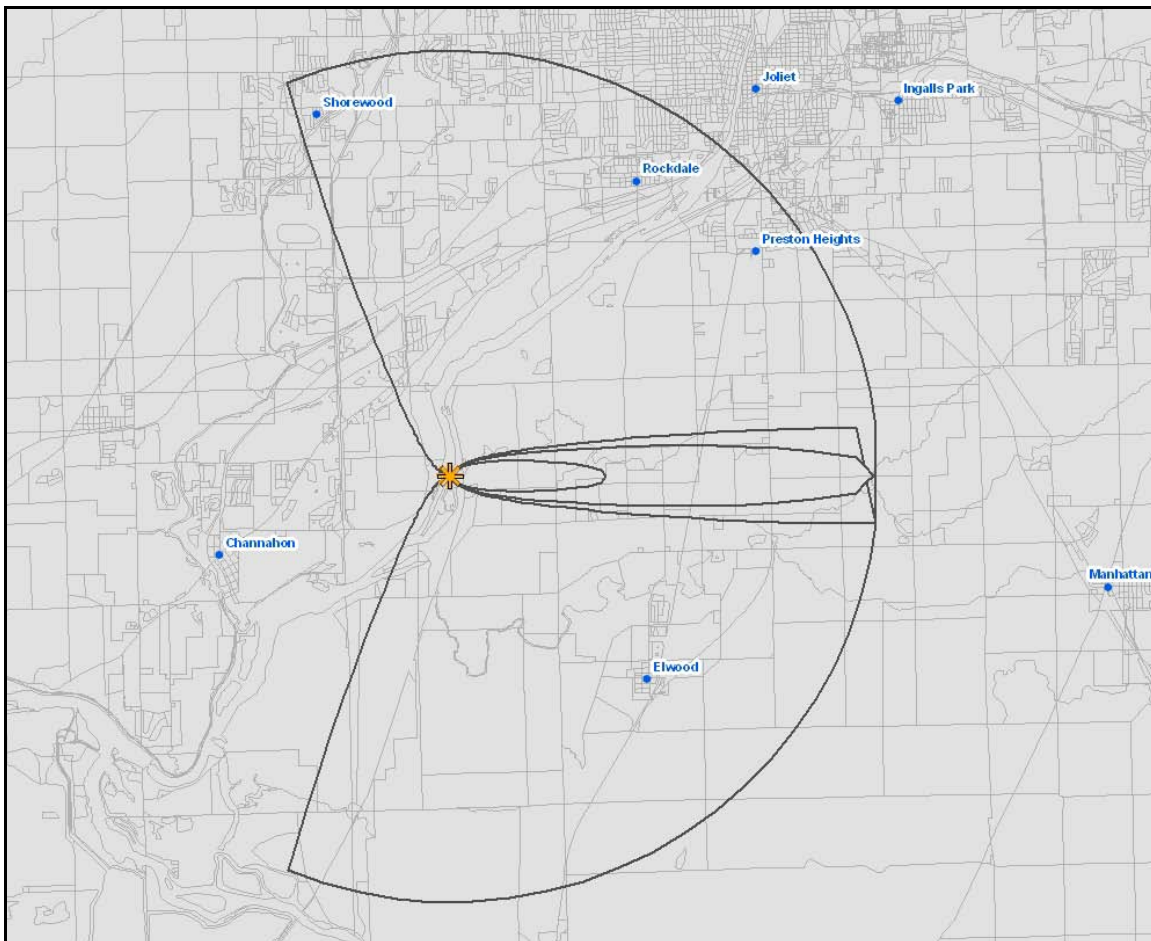 Joliet
Ingalls Park
Shorewood
Rockdale
Preston Heights
Channahon
Manhattan
Elwood